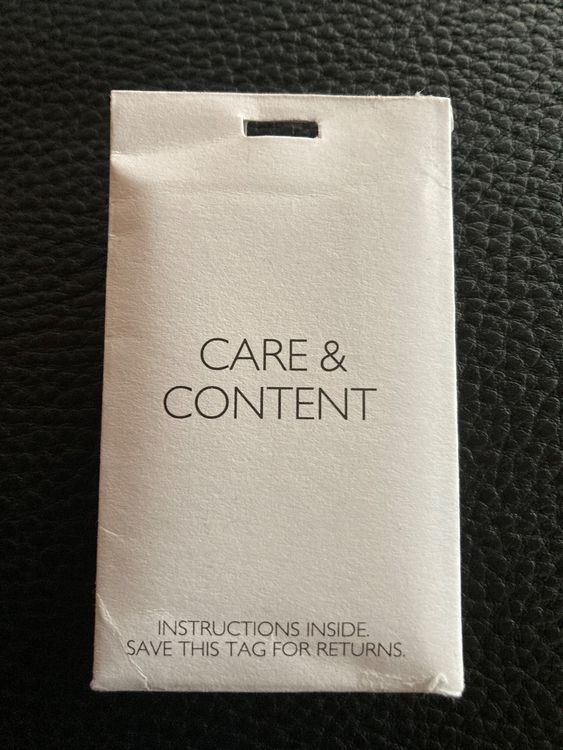 CARE &
CONTENT
INSTRUCTIONS INSIDE.
SAVE THIS TAG FOR RETURNS.